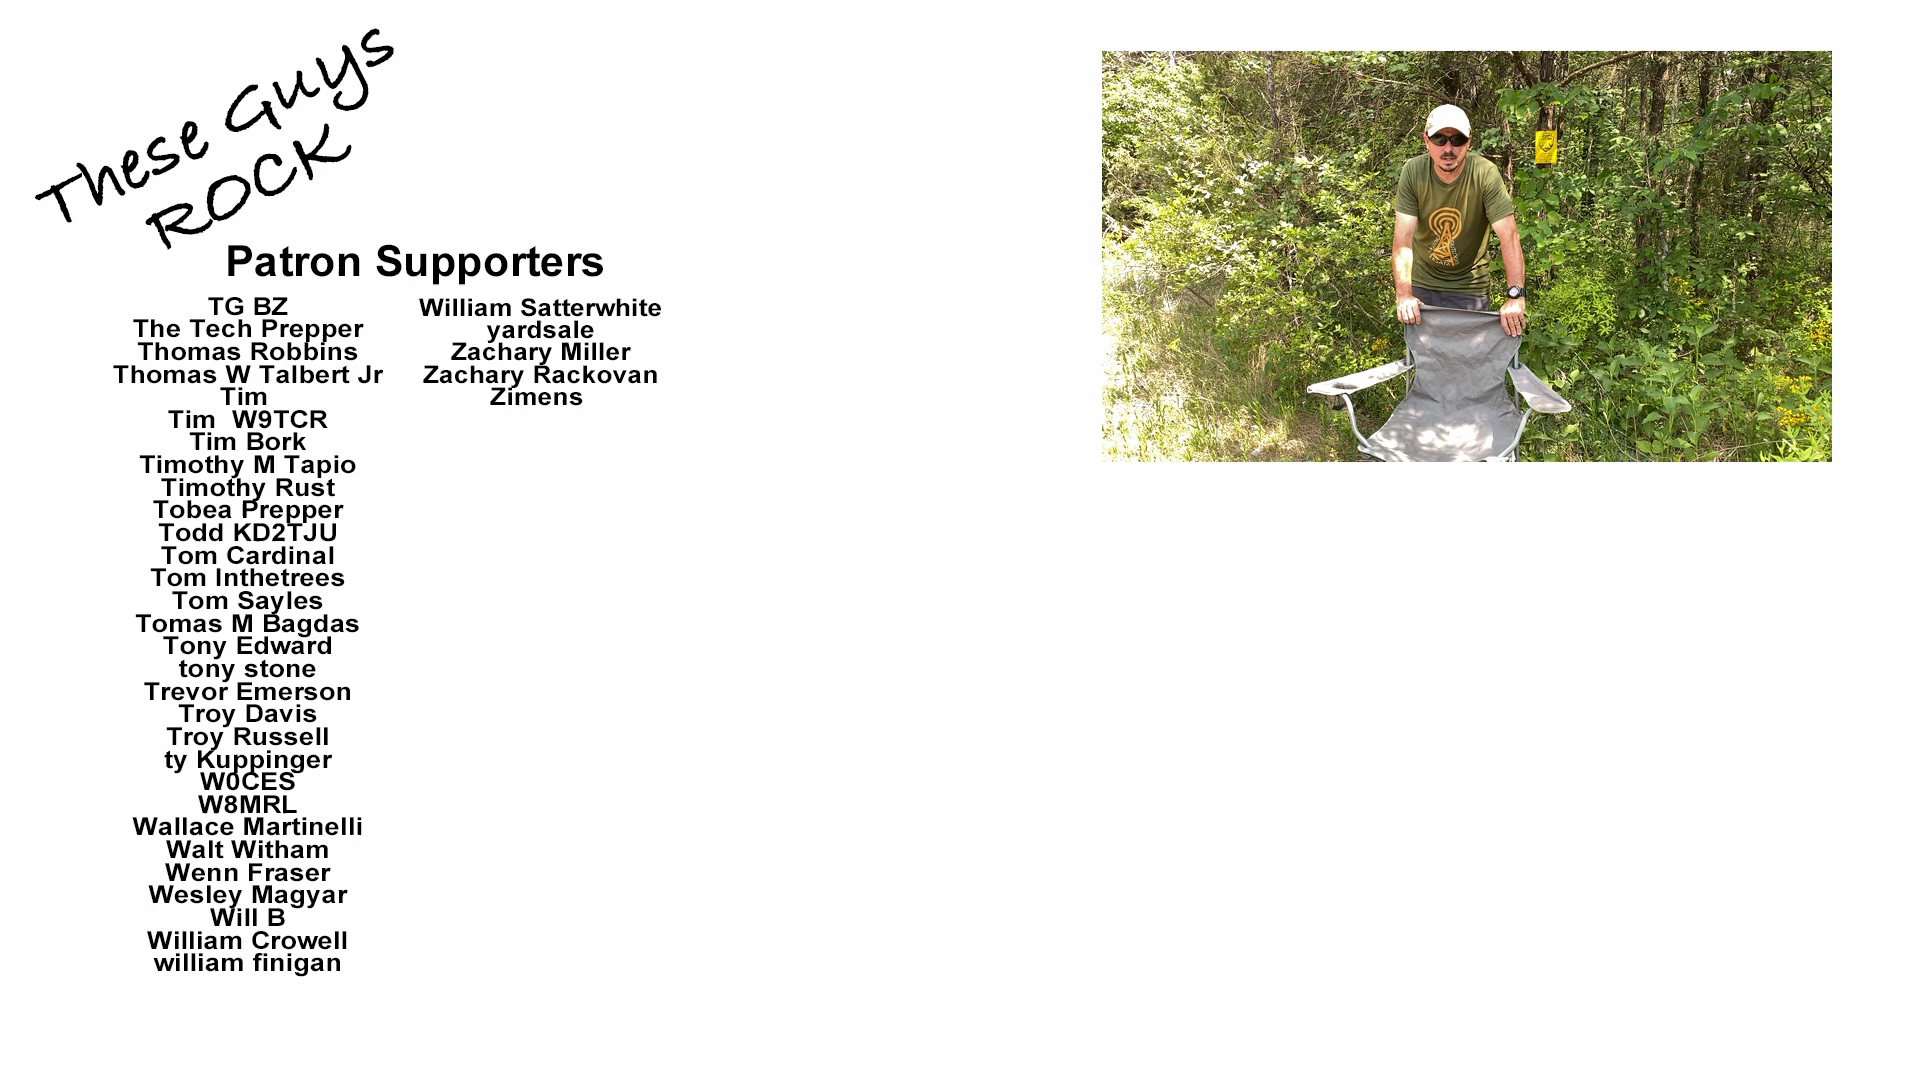 These Guys
ROCK
Patron Supporters
TG BZ
The Tech Prepper
Thomas Robbins
Thomas W Talbert Jr
Tim
Tim  W9TCR
Tim Bork
Timothy M Tapio
Timothy Rust
Tobea Prepper
Todd KD2TJU
Tom Cardinal
Tom Inthetrees
Tom Sayles
Tomas M Bagdas
Tony Edward
tony stone
Trevor Emerson
Troy Davis
Troy Russell
ty Kuppinger
W0CES
W8MRL
Wallace Martinelli
Walt Witham
Wenn Fraser
Wesley Magyar
Will B
William Crowell
william finigan
William Satterwhite
yardsale
Zachary Miller
Zachary Rackovan
Zimens